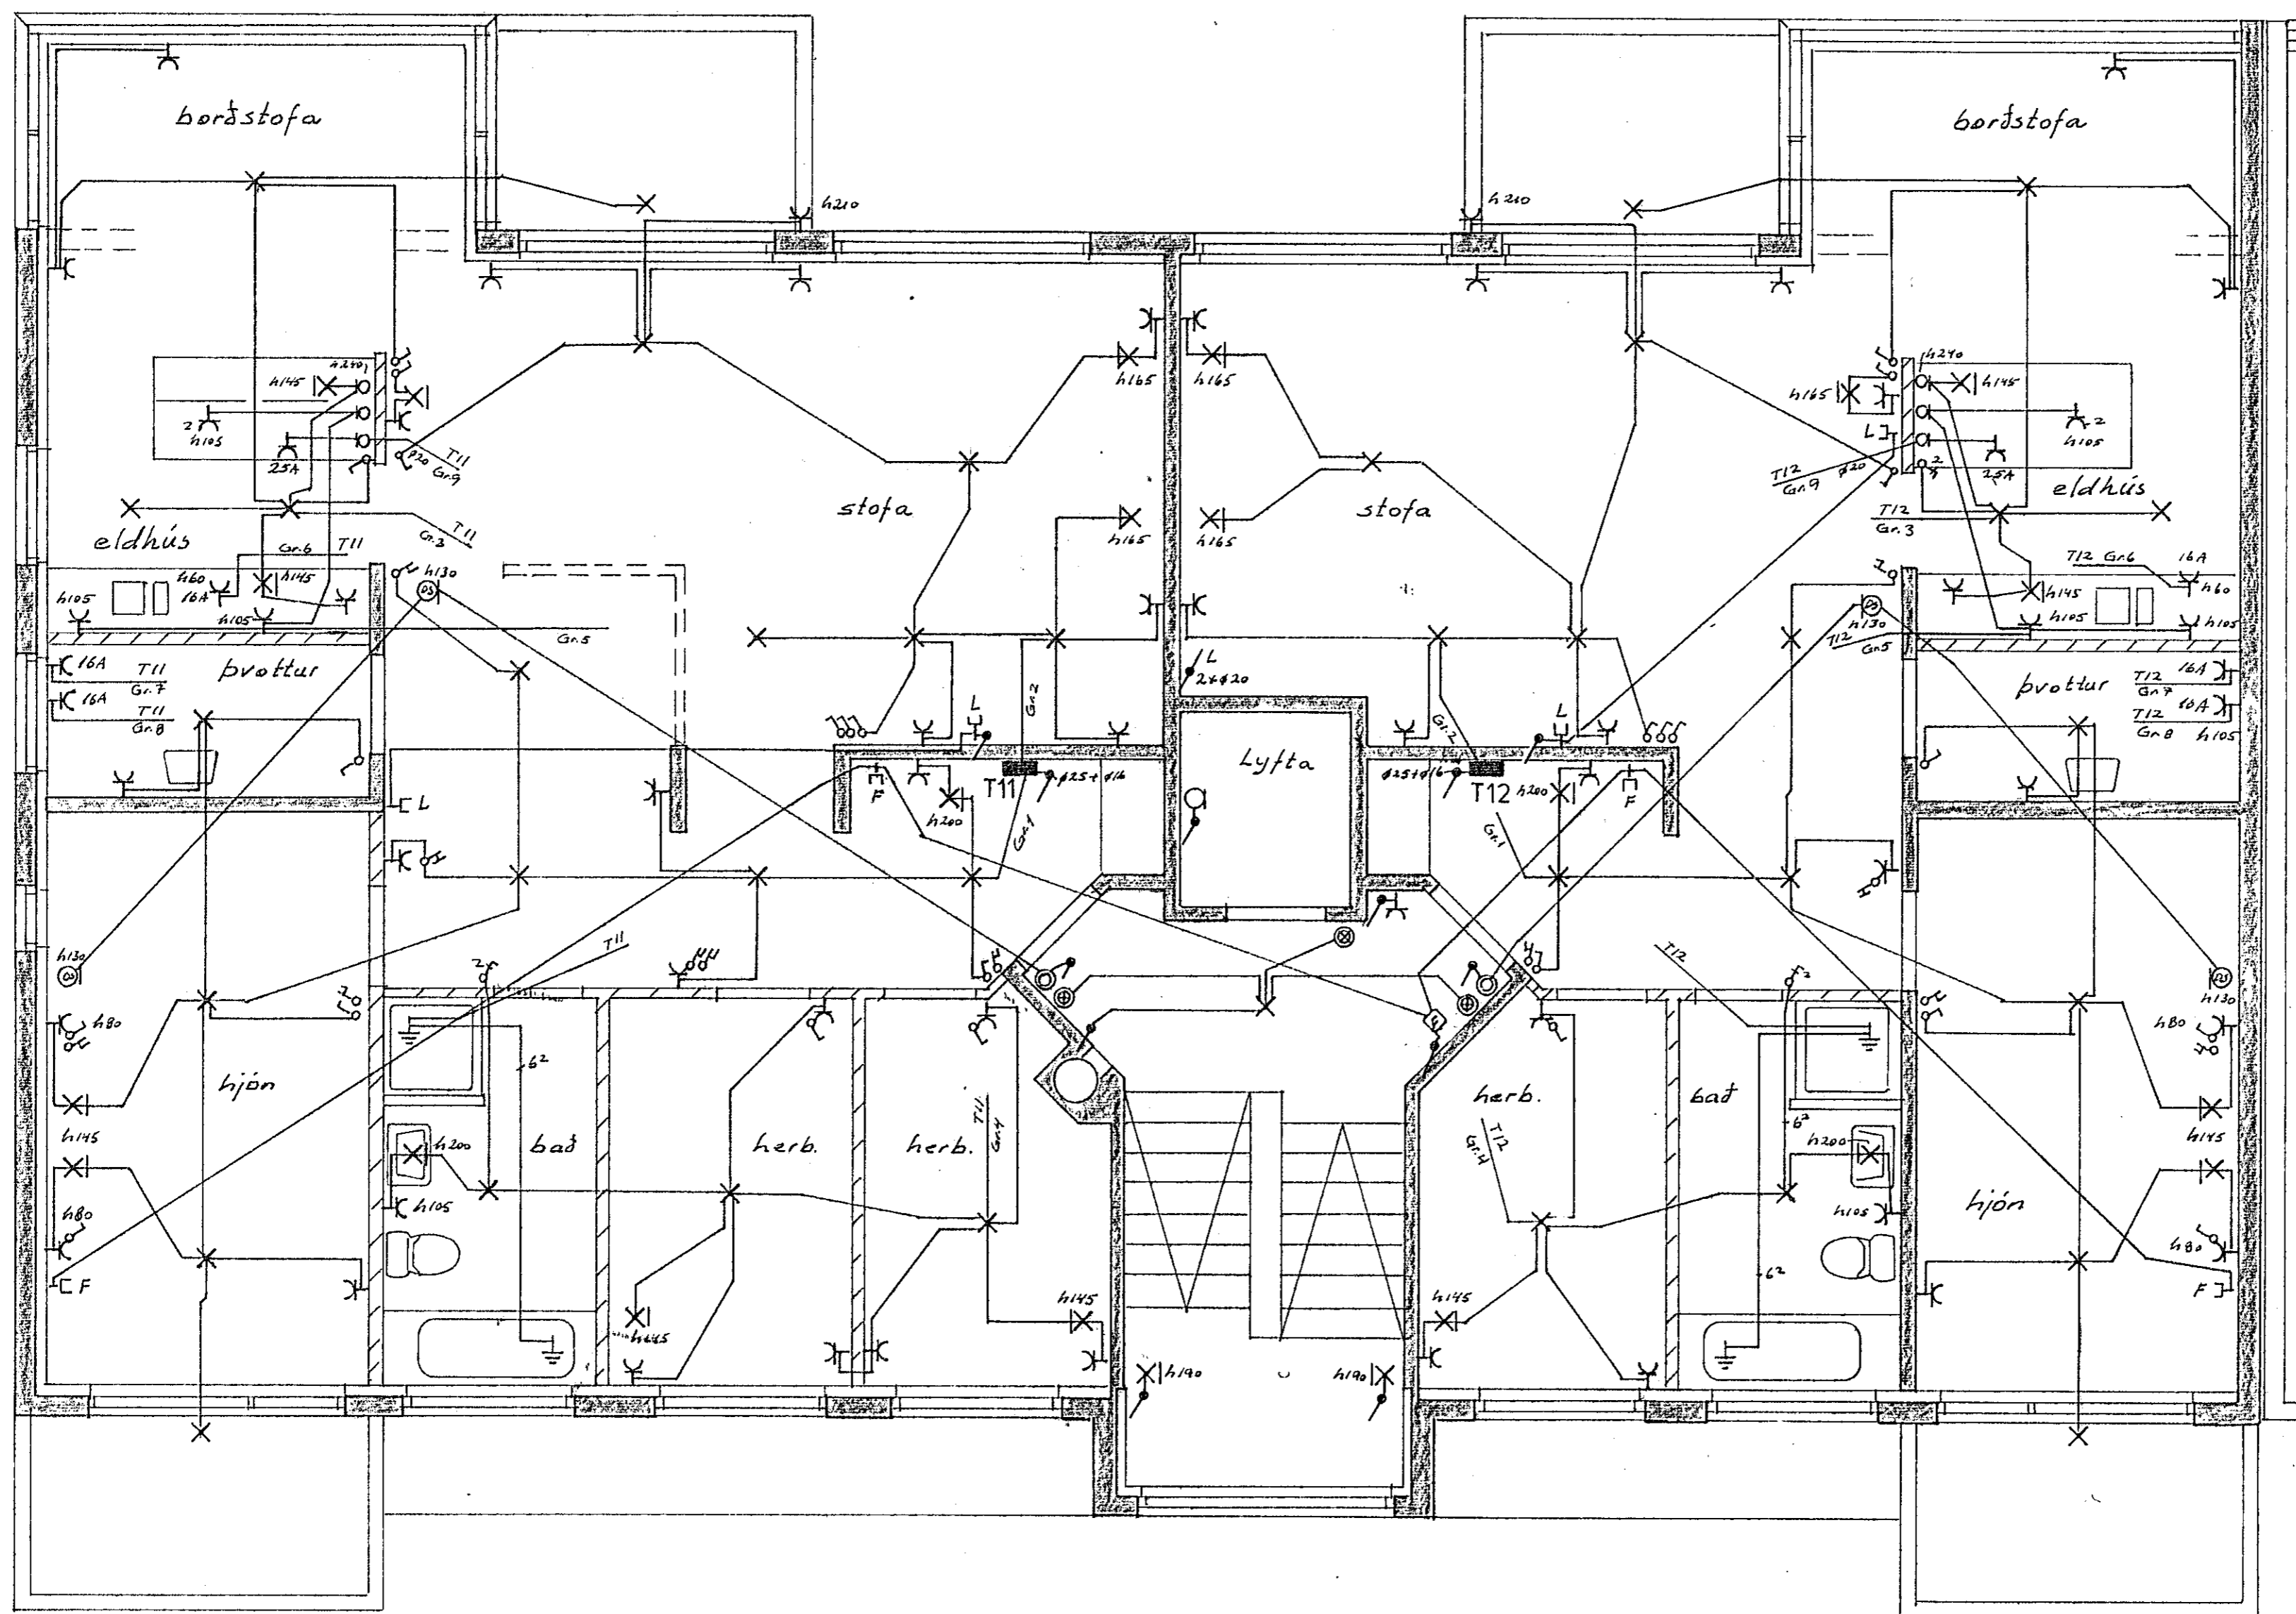 borðstofa
borðstofa
h210
h210
h240
h145
h165
h165
h165
h240
h145
2
h105
25A
ø20
T11
Gr.9
L
T12
Gr.9
ø20
2
25A
2
h105
stofa
stofa
eldhús
eldhús
T11
Gr.3
h165
h165
T12
Gr.3
Gr.6
T11
h60
16A
h145
h130
h105
h105
Gr.5
T12 Gr.6
16A
h60
h145
h105
h105
h130
T12
Gr.5
þvottur
16A
T11
Gr.7
16A
T11
Gr.8
L
2xø20
Gr.2
L
Gr.2
L
þvottur
16A
T12
Gr.7
16A
T12
Gr.8
h105
Lyfta
L
F
h200
T11
ø25+ø16
Gr.1
ø25+ø16
T12
h200
F
Gr.1
T11
T12
h130
2
h80
6²
hjón
h145
h200
bað
herb.
herb.
T11
Gr.4
h105
h80
F
h145
h145
h190
h190
h145
herb.
T12
Gr.4
bað
2
6²
h200
h105
6²
h130
h80
h145
hjón
h80
F